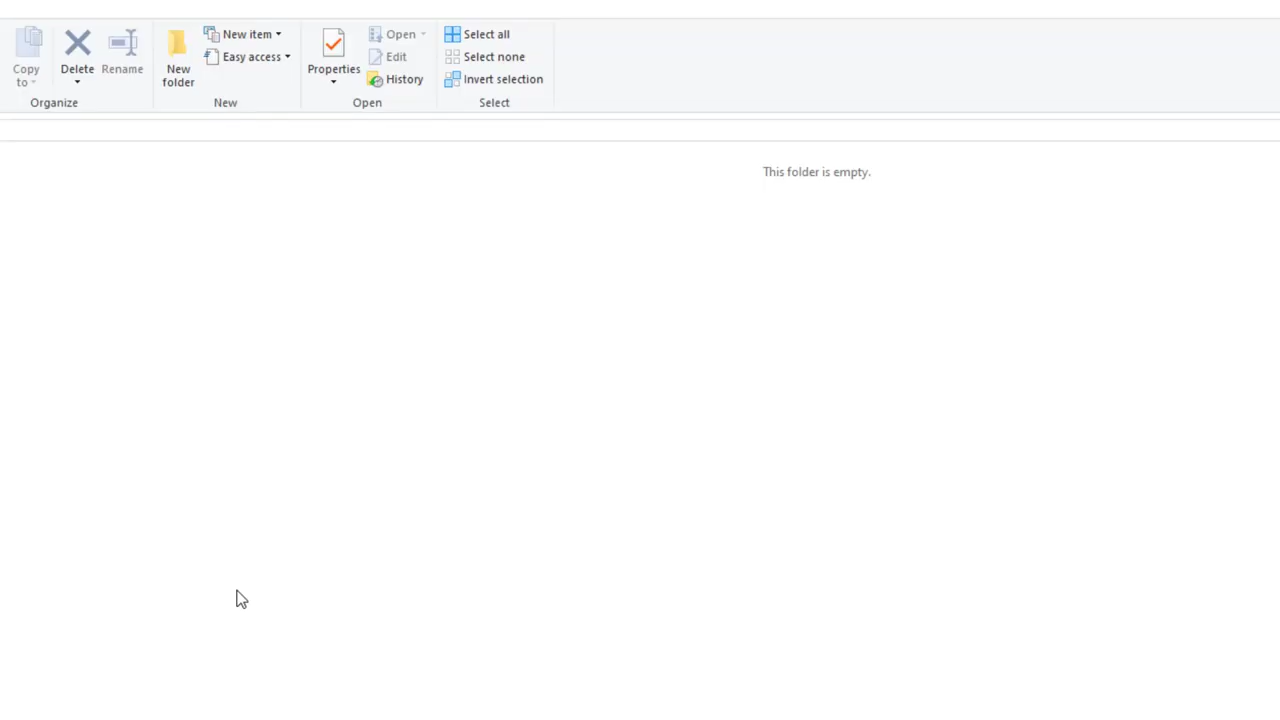 Copy
to
Delete
Rename
Organize
New
folder
New item
Easy access
New
Properties
Open
Edit
History
Open
Select all
Select none
Invert selection
Select
This folder is empty.